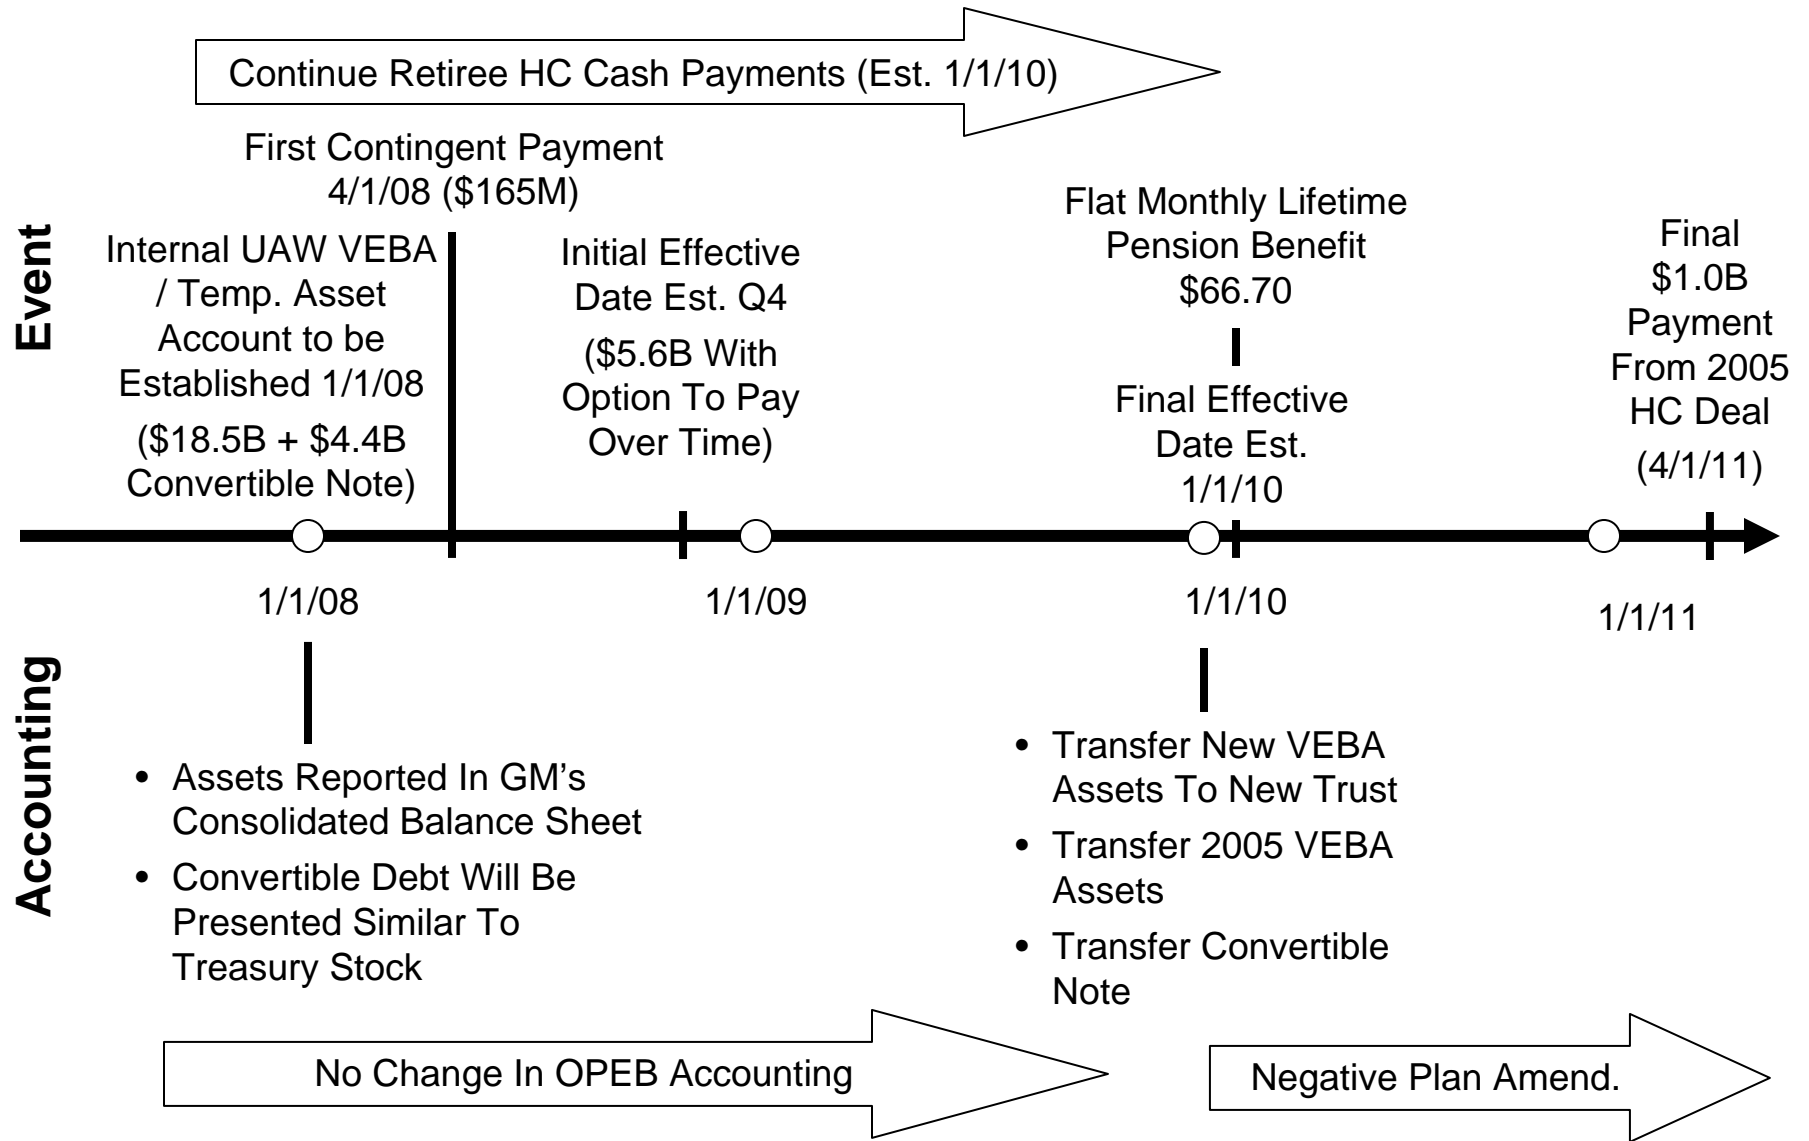 Continue Retiree HC Cash Payments (Est. 1/1/10)
Event
First Contingent Payment
4/1/08 ($165M)
Internal UAW VEBA
/ Temp. Asset
Account to be
Established 1/1/08
($18.5B + $4.4B
Convertible Note)
Initial Effective
Date Est. Q4
($5.6B With
Option To Pay
Over Time)
Flat Monthly Lifetime
Pension Benefit
$66.70
Final Effective
Date Est.
1/1/10
Final
$1.0B
Payment
From 2005
HC Deal
(4/1/11)
1/1/08
1/1/09
1/1/10
1/1/11
Accounting
• Assets Reported In GM’s
Consolidated Balance Sheet
• Convertible Debt Will Be
Presented Similar To
Treasury Stock
• Transfer New VEBA
Assets To New Trust
• Transfer 2005 VEBA
Assets
• Transfer Convertible
Note
No Change In OPEB Accounting
Negative Plan Amend.